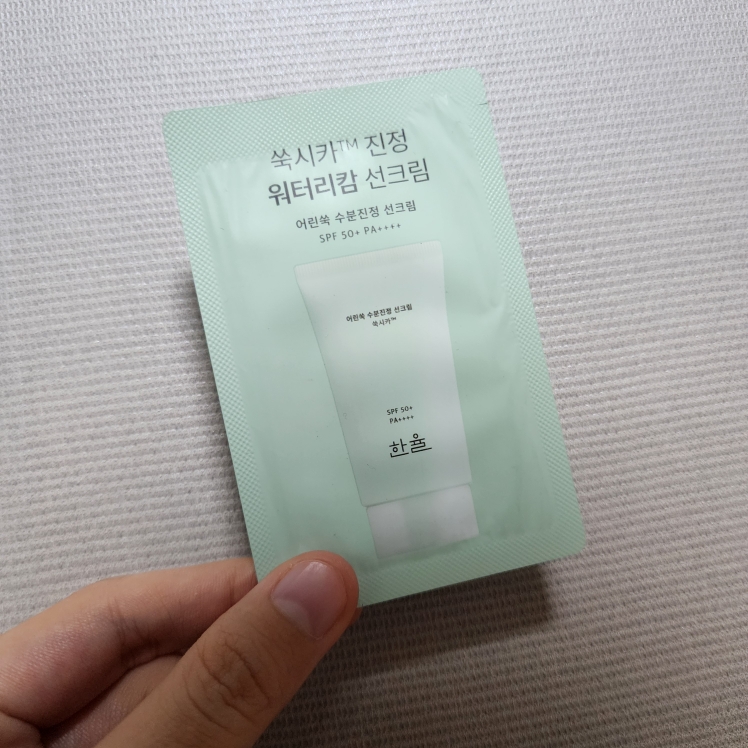 쑥시카™ 진정
워터리캄 선크림
어린쑥 수분진정 선크림
SPF 50+ PA++++
어린쑥 수분진정 선크림
쑥시카™
SPF 50+
PA++++
한율